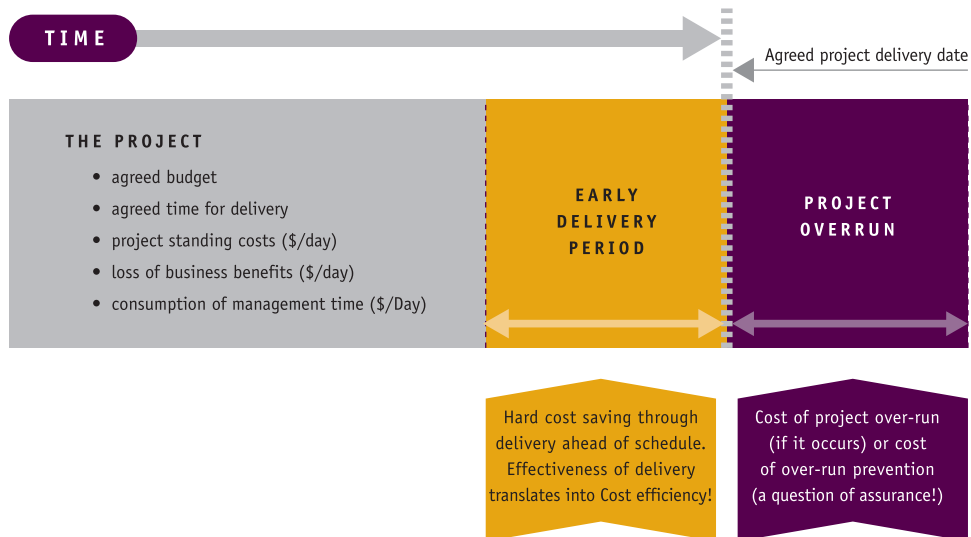 TIME
Agreed project delivery date
THE PROJECT
• agreed budget
• agreed time for delivery
• project standing costs ($/day)
• loss of business benefits ($/day)
• consumption of management time ($/Day)
EARLY
DELIVERY
PERIOD
PROJECT
OVERRUN
Hard cost saving through
delivery ahead of schedule.
Effectiveness of delivery
translates into Cost efficiency!
Cost of project over-run
(if it occurs) or cost
of over-run prevention
(a question of assurance!)